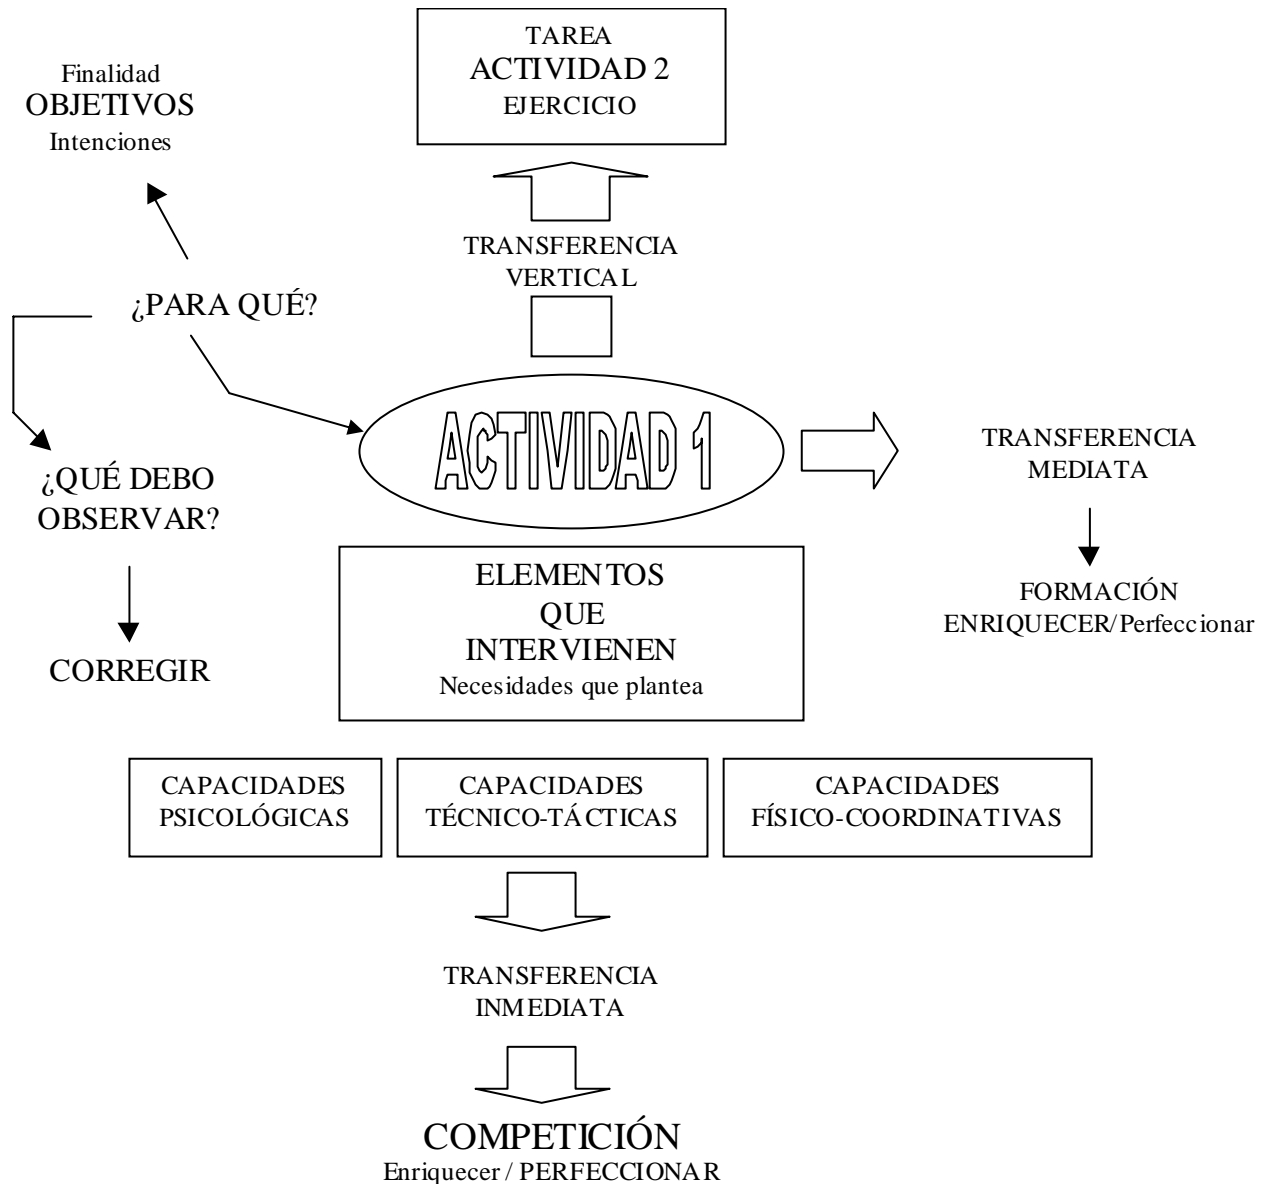 TAREA
ACTIVIDAD 2
EJERCICIO
Finalidad
OBJETIVOS
Intenciones
TRANSFERENCIA
VERTICAL
¿PARA QUÉ?
ACTIVIDAD 1
TRANSFERENCIA
MEDIATA
¿QUÉ DEBO
OBSERVAR?
CORREGIR
FORMACIÓN
ENRIQUECER/Perfeccionar
ELEMENTOS
QUE
INTERVIENEN
Necesidades que plantea
CAPACIDADES
PSICOLÓGICAS
CAPACIDADES
TÉCNICO-TÁCTICAS
CAPACIDADES
FÍSICO-COORDINATIVAS
TRANSFERENCIA
INMEDIATA
COMPETICIÓN
Enriquecer / PERFECCIONAR